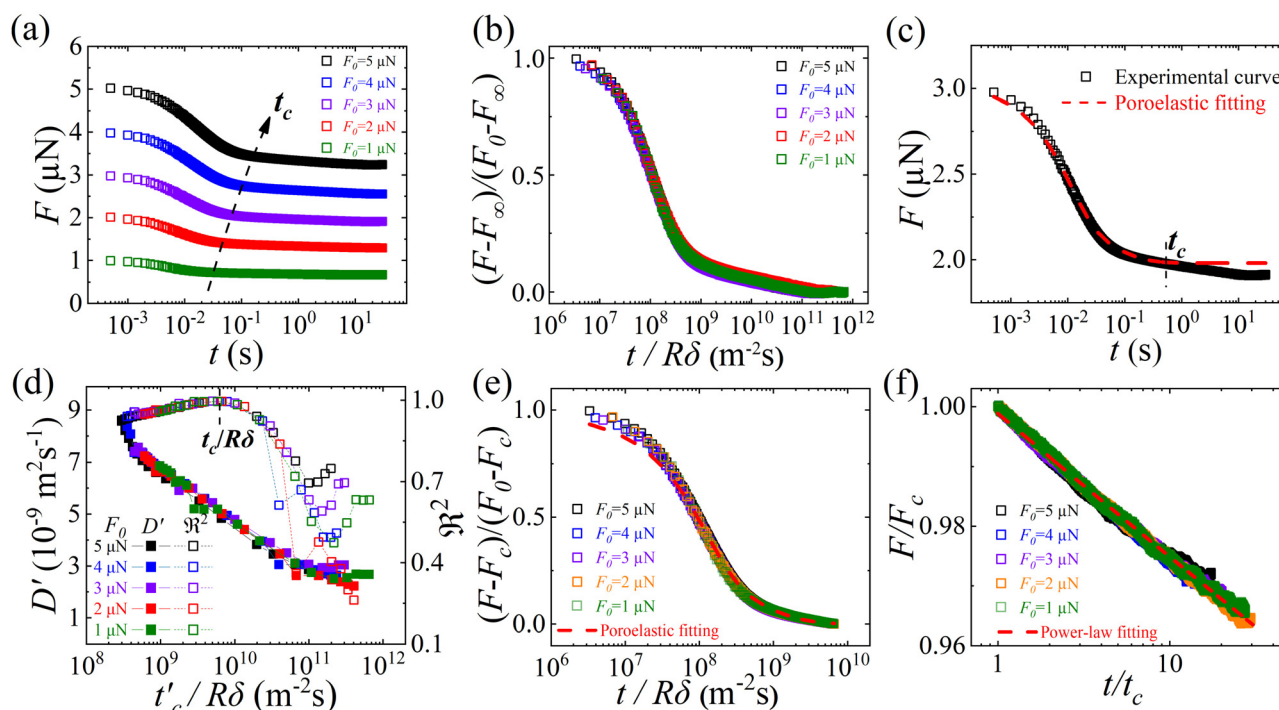 (a)
6
5
4
3
2
1
0
F (μN)
10⁻³ 10⁻² 10⁻¹ 10⁰ 10¹
t (s)
t_c
F₀=5 μN
F₀=4 μN
F₀=3 μN
F₀=2 μN
F₀=1 μN
(b)
1.0
0.5
0.0
(F-F∞)/(F₀-F∞)
10⁶ 10⁷ 10⁸ 10⁹ 10¹⁰ 10¹¹ 10¹²
t / Rδ (m⁻²s)
F₀=5 μN
F₀=4 μN
F₀=3 μN
F₀=2 μN
F₀=1 μN
(c)
3.0
2.5
2.0
F (μN)
10⁻³ 10⁻² 10⁻¹ 10⁰ 10¹
t (s)
Experimental curve
Poroelastic fitting
t_c
(d)
9
7
5
3
1
D′ (10⁻⁹ m²s⁻¹)
10⁸ 10⁹ 10¹⁰ 10¹¹ 10¹²
t′_c / Rδ (m⁻²s)
1.0
0.7
0.4
0.1
ℜ²
t_c/Rδ
F₀ D′ ℜ²
5 μN
4 μN
3 μN
2 μN
1 μN
(e)
1.0
0.5
0.0
(F-F_c)/(F₀-F_c)
10⁶ 10⁷ 10⁸ 10⁹ 10¹⁰
t / Rδ (m⁻²s)
F₀=5 μN
F₀=4 μN
F₀=3 μN
F₀=2 μN
F₀=1 μN
Poroelastic fitting
(f)
1.00
0.98
0.96
F/F_c
1 10
t/t_c
F₀=5 μN
F₀=4 μN
F₀=3 μN
F₀=2 μN
F₀=1 μN
Power-law fitting